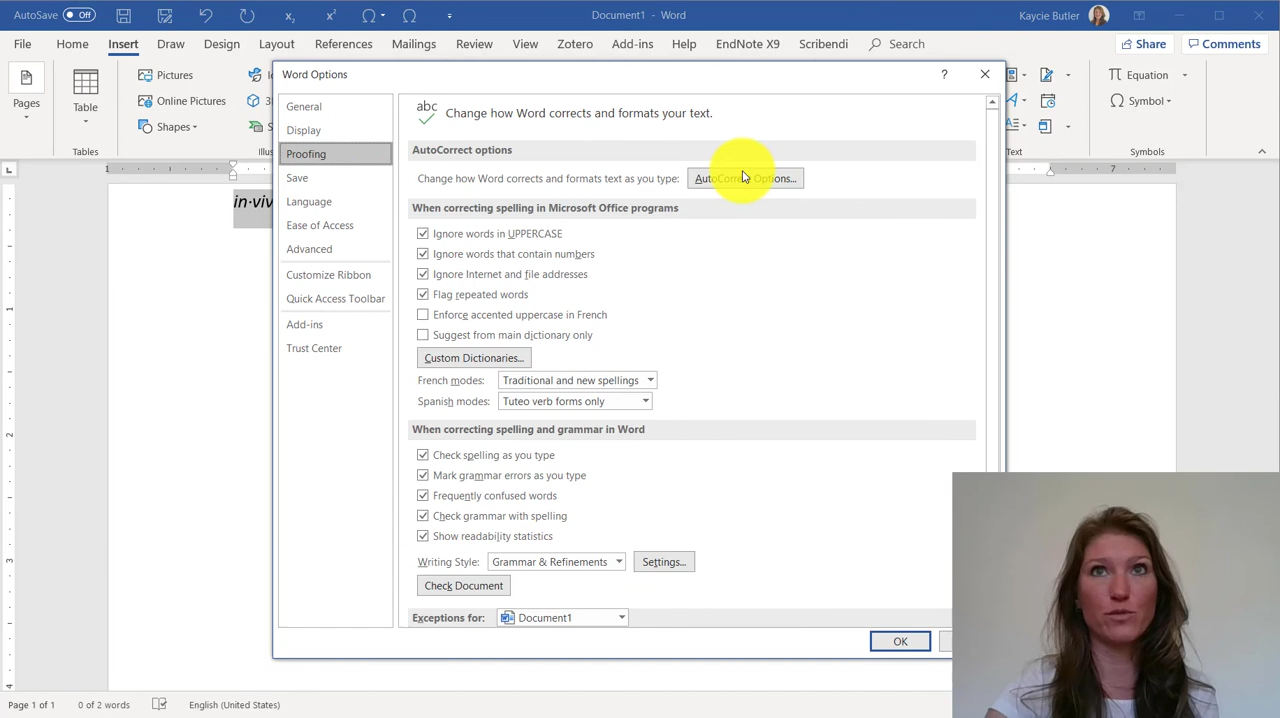 AutoSave Off Document1 - Word Kaycie Butler
File Home Insert Draw Design Layout References Mailings Review View Zotero Add-ins Help EndNote X9 Scribendi Search Share Comments
Pages
Table
Tables
Pictures
Online Pictures
Shapes
Equation
Symbol
Symbols
Text
Word Options
General
Display
Proofing
Save
Language
Ease of Access
Advanced
Customize Ribbon
Quick Access Toolbar
Add-ins
Trust Center
abc
Change how Word corrects and formats your text.
AutoCorrect options
Change how Word corrects and formats text as you type: AutoCorrect Options...
When correcting spelling in Microsoft Office programs
Ignore words in UPPERCASE
Ignore words that contain numbers
Ignore Internet and file addresses
Flag repeated words
Enforce accented uppercase in French
Suggest from main dictionary only
Custom Dictionaries...
French modes: Traditional and new spellings
Spanish modes: Tuteo verb forms only
When correcting spelling and grammar in Word
Check spelling as you type
Mark grammar errors as you type
Frequently confused words
Check grammar with spelling
Show readability statistics
Writing Style: Grammar & Refinements Settings...
Check Document
Exceptions for: Document1
OK
Page 1 of 1 0 of 2 words English (United States)